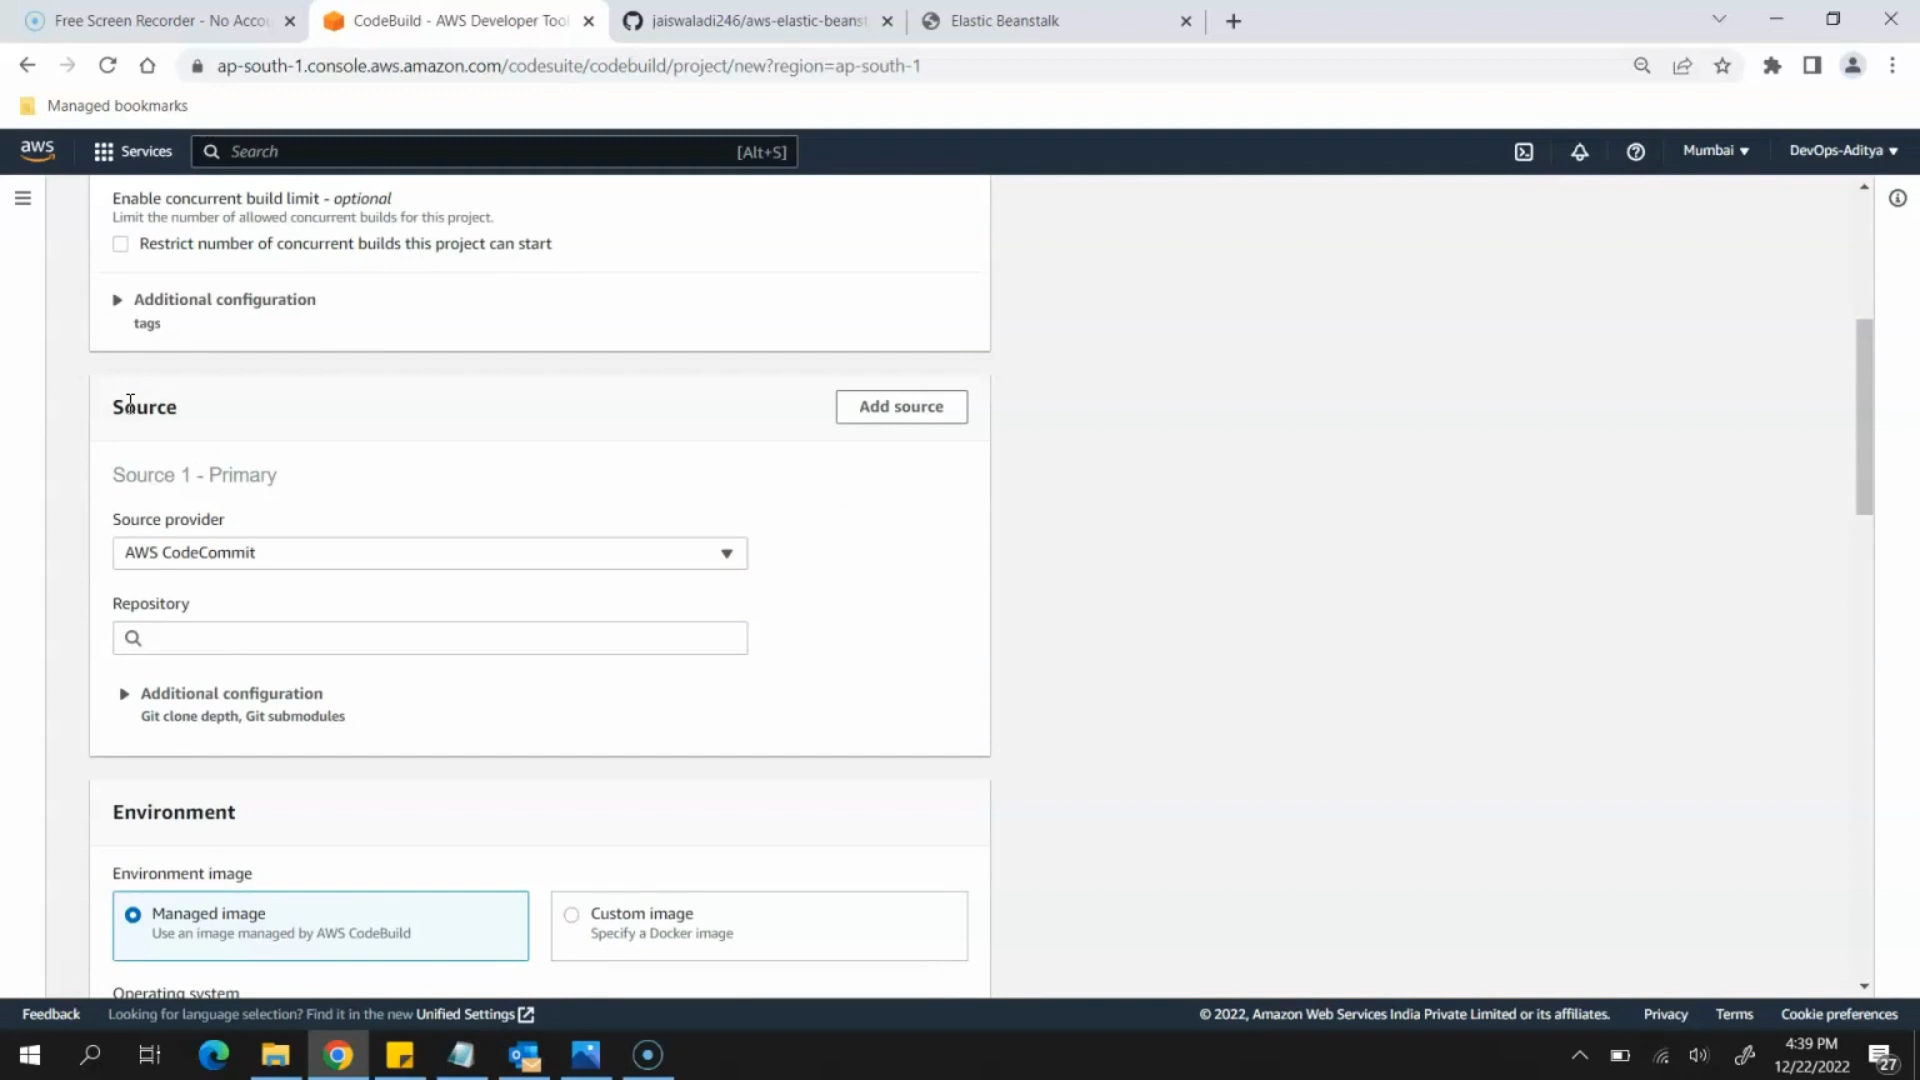 Free Screen Recorder - No Accou
CodeBuild - AWS Developer Tool
jaiswaladi246/aws-elastic-beanst
Elastic Beanstalk
ap-south-1.console.aws.amazon.com/codesuite/codebuild/project/new?region=ap-south-1
Managed bookmarks
aws
Services
Search
[Alt+S]
Mumbai
DevOps-Aditya
Enable concurrent build limit - optional
Limit the number of allowed concurrent builds for this project.
Restrict number of concurrent builds this project can start
Additional configuration
tags
Source
Add source
Source 1 - Primary
Source provider
AWS CodeCommit
Repository
Additional configuration
Git clone depth, Git submodules
Environment
Environment image
Managed image
Use an image managed by AWS CodeBuild
Custom image
Specify a Docker image
Operating system
Feedback
Looking for language selection? Find it in the new Unified Settings
© 2022, Amazon Web Services India Private Limited or its affiliates.
Privacy
Terms
Cookie preferences
4:39 PM
12/22/2022
27